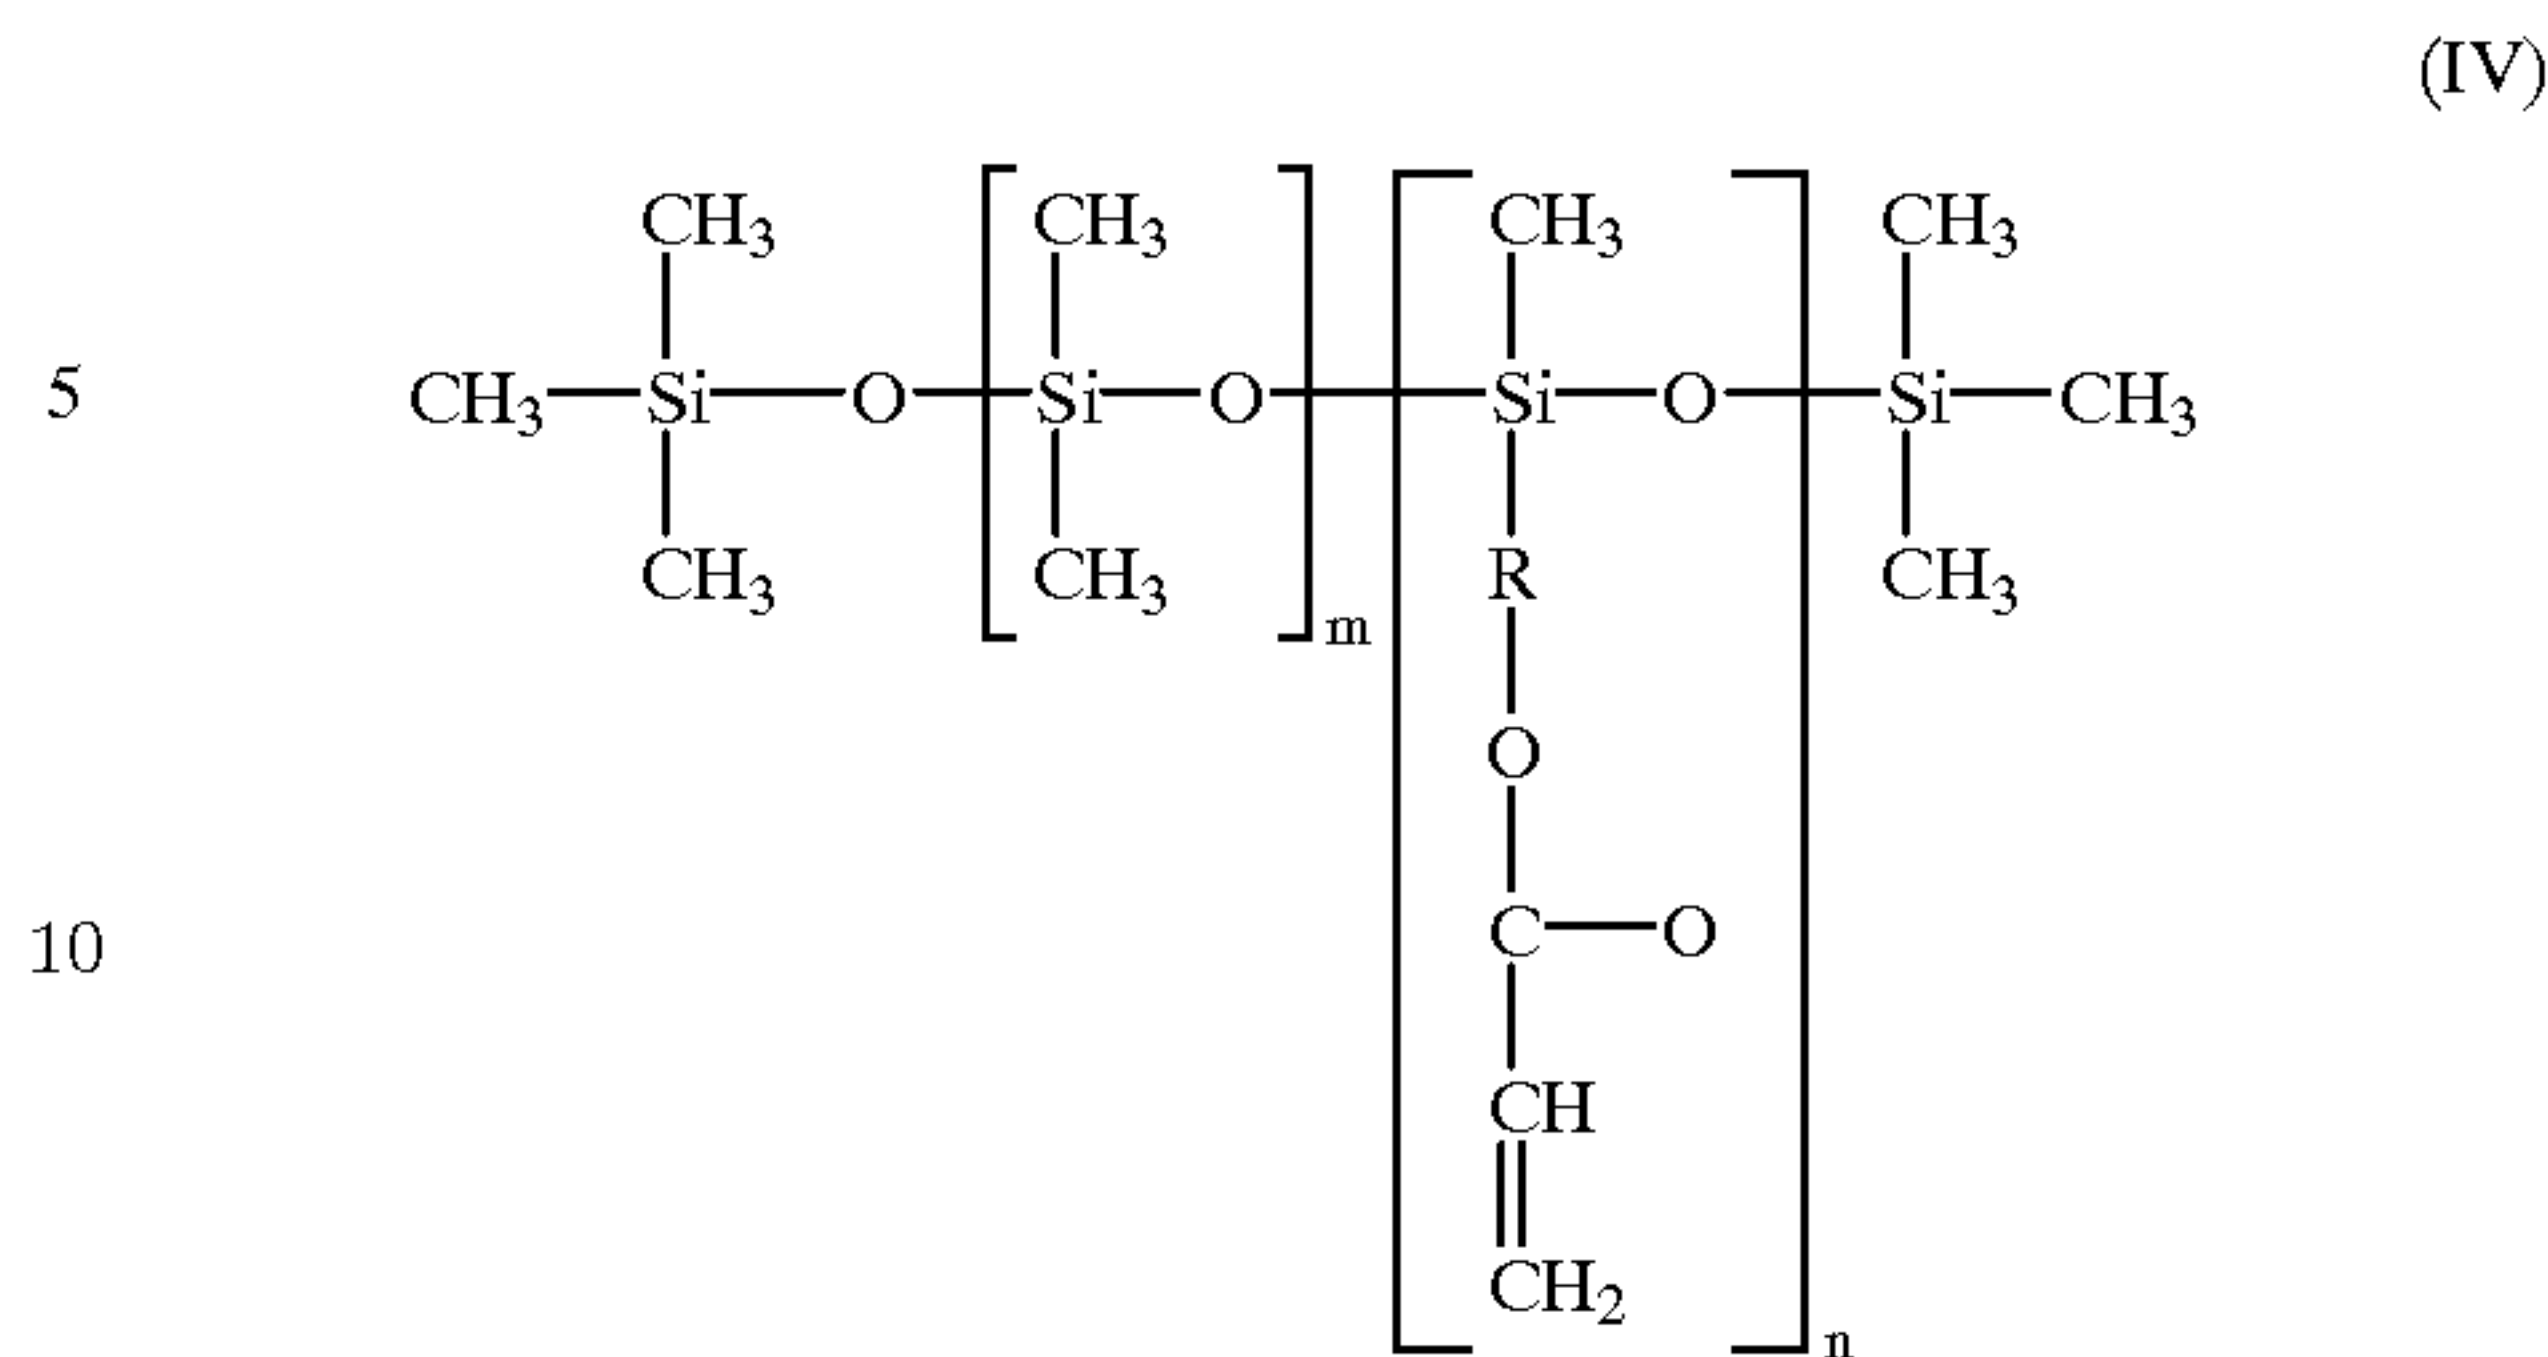 (IV)
CH3 CH3 CH3 CH3
5 CH3—Si—O—Si—O—Si—O—Si—CH3
CH3 CH3 R CH3
m
O
10 C—O
CH
CH2
n